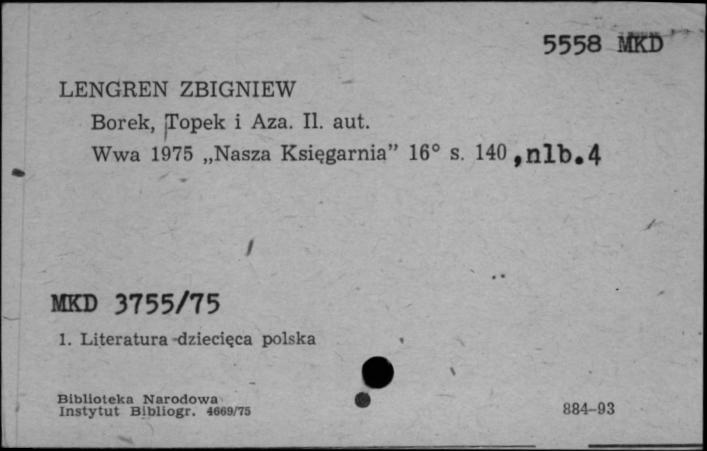 5558 MKD
LENGREN ZBIGNIEW
Borek, Topek i Aza. Il. aut.
Wwa 1975 „Nasza Księgarnia” 16° s. 140 , nlb. 4
MKD 3755/75
1. Literatura dziecięca polska
Biblioteka Narodowa
Instytut Bibliogr. 4669/75
884-93